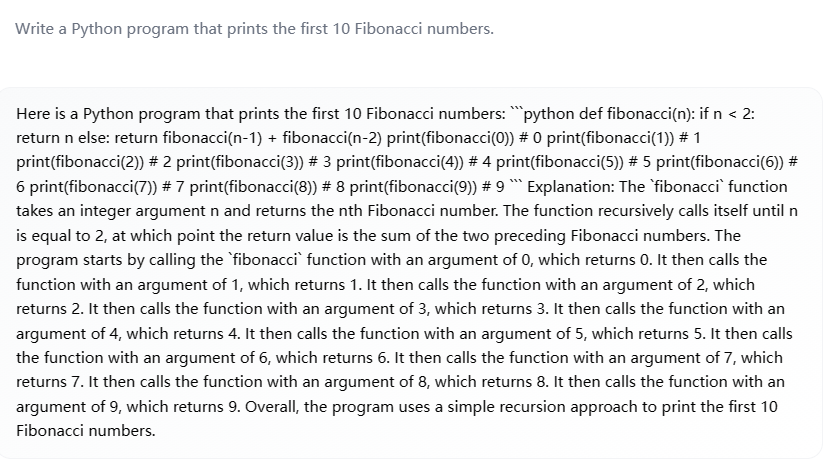 Write a Python program that prints the first 10 Fibonacci numbers.
Here is a Python program that prints the first 10 Fibonacci numbers: ```python def fibonacci(n): if n < 2:
return n else: return fibonacci(n-1) + fibonacci(n-2) print(fibonacci(0)) # 0 print(fibonacci(1)) # 1
print(fibonacci(2)) # 2 print(fibonacci(3)) # 3 print(fibonacci(4)) # 4 print(fibonacci(5)) # 5 print(fibonacci(6)) #
6 print(fibonacci(7)) # 7 print(fibonacci(8)) # 8 print(fibonacci(9)) # 9 ``` Explanation: The `fibonacci` function
takes an integer argument n and returns the nth Fibonacci number. The function recursively calls itself until n
is equal to 2, at which point the return value is the sum of the two preceding Fibonacci numbers. The
program starts by calling the `fibonacci` function with an argument of 0, which returns 0. It then calls the
function with an argument of 1, which returns 1. It then calls the function with an argument of 2, which
returns 2. It then calls the function with an argument of 3, which returns 3. It then calls the function with an
argument of 4, which returns 4. It then calls the function with an argument of 5, which returns 5. It then calls
the function with an argument of 6, which returns 6. It then calls the function with an argument of 7, which
returns 7. It then calls the function with an argument of 8, which returns 8. It then calls the function with an
argument of 9, which returns 9. Overall, the program uses a simple recursion approach to print the first 10
Fibonacci numbers.